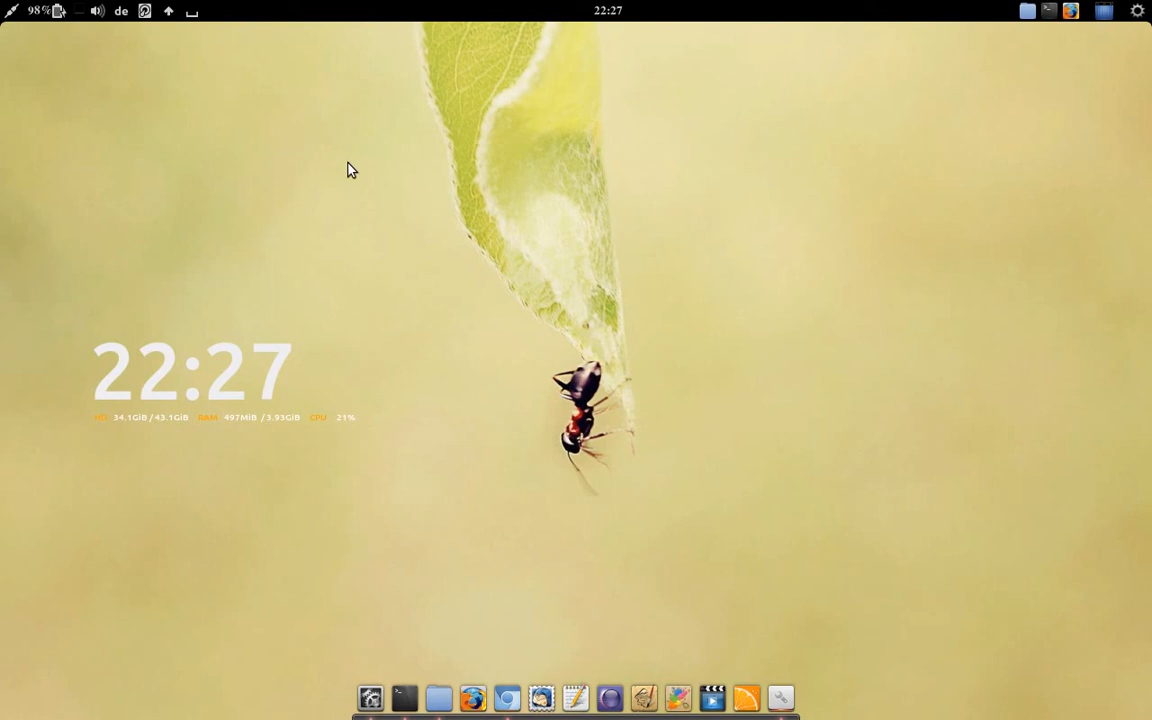 98% de 22:27
22:27
HD 34.1GiB / 43.1GiB RAM 497MiB / 3.93GiB CPU 21%